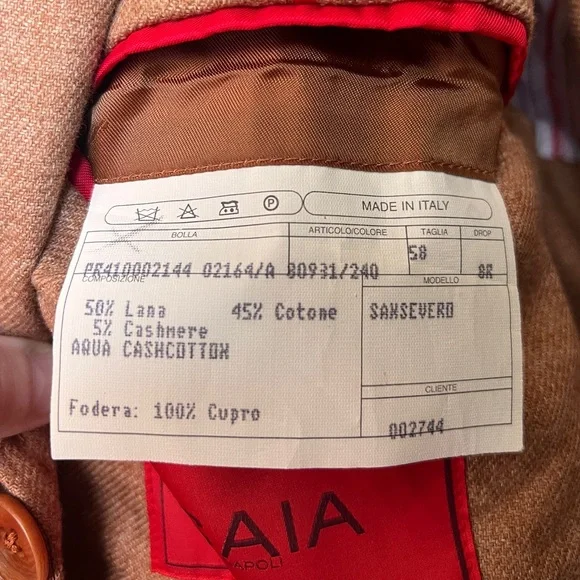 P
MADE IN ITALY
BOLLA
ARTICOLO/COLORE
TAGLIA
DROP
PR410002144 02164/A 80931/240
58
8R
COMPOSIZIONE
MODELLO
50% Lana 45% Cotone
5% Cashmere
AQUA CASHCOTTON
SANSEVERO
CLIENTE
Fodera: 100% Cupro
002744
AIA
APOLI